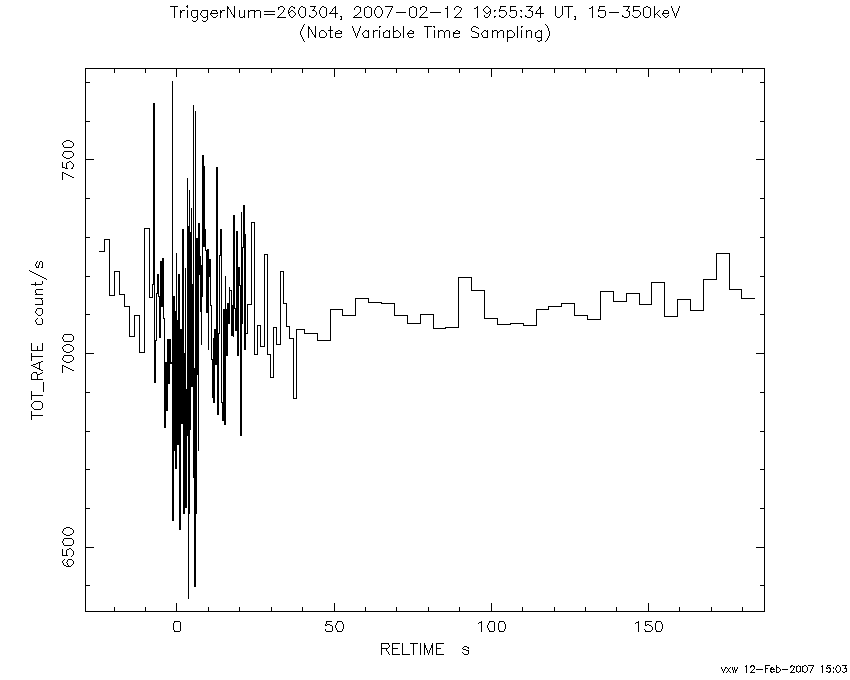 TriggerNum=260304, 2007-02-12 19:55:34 UT, 15-350keV
(Note Variable Time Sampling)
TOT_RATE count/s
7500
7000
6500
0 50 100 150
RELTIME s
vxw 12-Feb-2007 15:03